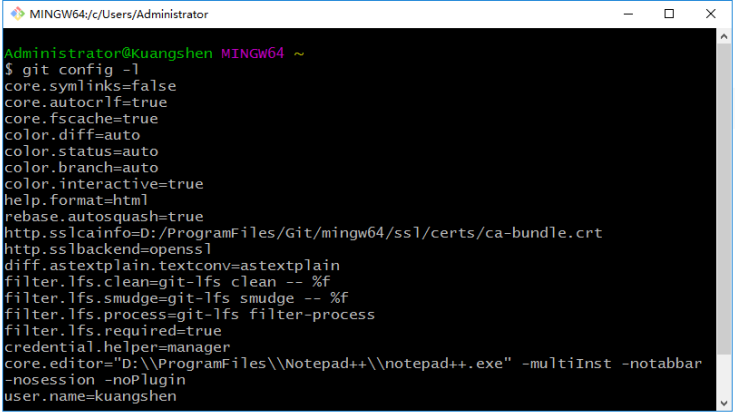 MINGW64:/c/Users/Administrator
Administrator@Kuangshen MINGW64 ~
$ git config -l
core.symlinks=false
core.autocrlf=true
core.fscache=true
color.diff=auto
color.status=auto
color.branch=auto
color.interactive=true
help.format=html
rebase.autosquash=true
http.sslcainfo=D:/ProgramFiles/Git/mingw64/ssl/certs/ca-bundle.crt
http.sslbackend=openssl
diff.astextplain.textconv=astextplain
filter.lfs.clean=git-lfs clean -- %f
filter.lfs.smudge=git-lfs smudge -- %f
filter.lfs.process=git-lfs filter-process
filter.lfs.required=true
credential.helper=manager
core.editor="D:\\ProgramFiles\\Notepad++\\notepad++.exe" -multiInst -notabbar
-nosession -noPlugin
user.name=kuangshen